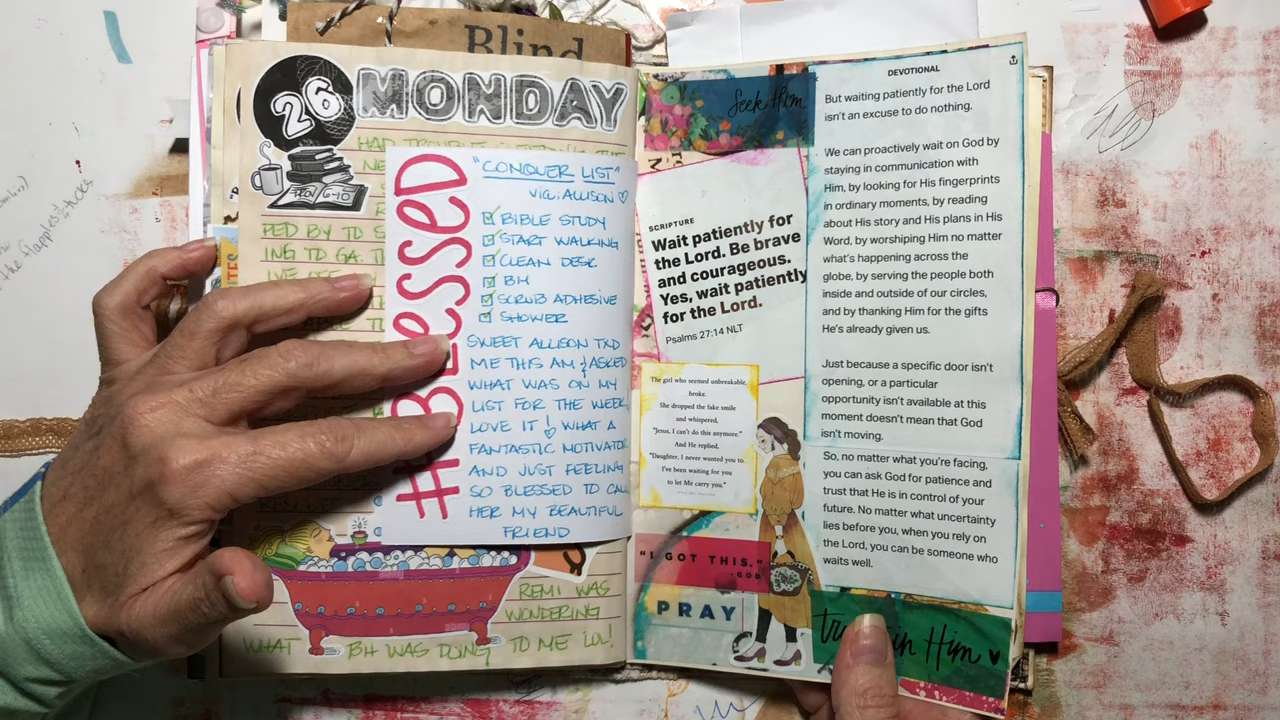 Blind
26 MONDAY
HAD TROUBLE
PED BY TO S
ING TO GA TH
PROV 6-10
#Blessed
"CONQUER LIST"
VIA: ALLISON ♡
BIBLE STUDY
START WALKING
CLEAN DESK
BH
SCRUB ADHESIVE
SHOWER
SWEET ALLISON TXD
ME THIS AM & ASKED
WHAT WAS ON MY
LIST FOR THE WEEK,
LOVE IT! WHAT A
FANTASTIC MOTIVATOR
AND JUST FEELING
SO BLESSED TO CALL
HER MY BEAUTIFUL
FRIEND
REMI WAS
WONDERING
WHAT BH WAS DOING TO ME LOL!
Seek Him
SCRIPTURE
Wait patiently for
the Lord. Be brave
and courageous.
Yes, wait patiently
for the Lord.
Psalms 27:14 NLT
The girl who seemed unbreakable,
broke.
She dropped the fake smile
and whispered,
"Jesus, I can't do this anymore."
And He replied,
"Daughter, I never wanted you to.
I've been waiting for you
to let Me carry you."
"I GOT THIS."
-GOD
PRAY
DEVOTIONAL
But waiting patiently for the Lord
isn't an excuse to do nothing.
We can proactively wait on God by
staying in communication with
Him, by looking for His fingerprints
in ordinary moments, by reading
about His story and His plans in His
Word, by worshiping Him no matter
what's happening across the
globe, by serving the people both
inside and outside of our circles,
and by thanking Him for the gifts
He's already given us.
Just because a specific door isn't
opening, or a particular
opportunity isn't available at this
moment doesn't mean that God
isn't moving.
So, no matter what you're facing,
you can ask God for patience and
trust that He is in control of your
future. No matter what uncertainty
lies before you, when you rely on
the Lord, you can be someone who
waits well.
in Him ♥